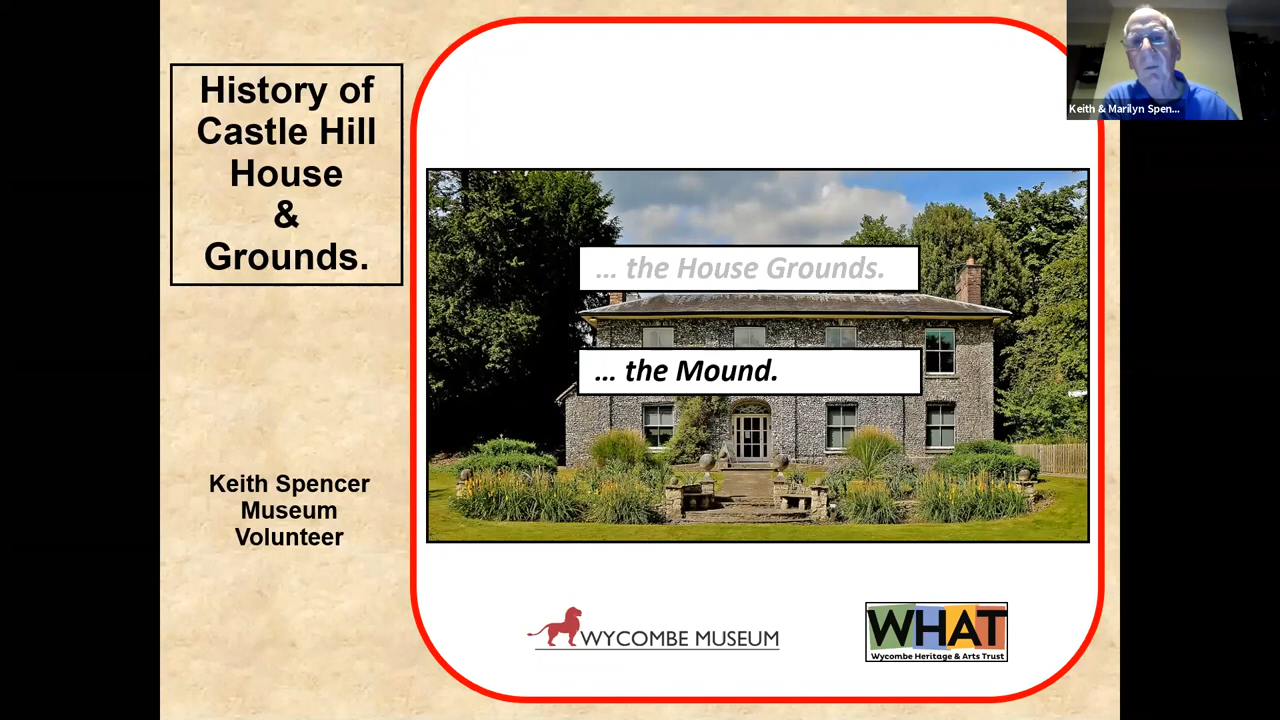 History of
Castle Hill
House
&
Grounds.
Keith Spencer
Museum
Volunteer
... the House Grounds.
... the Mound.
WYCOMBE MUSEUM
WHAT
Wycombe Heritage & Arts Trust
Keith & Marilyn Spen...